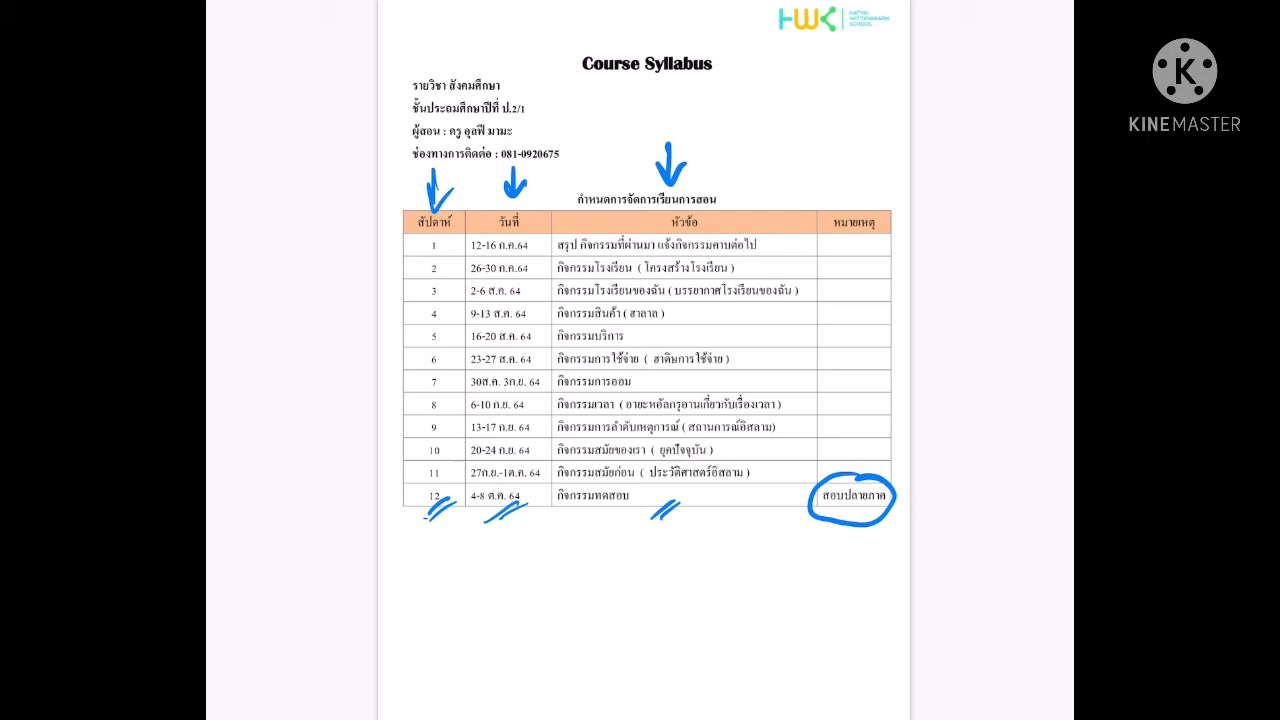 HWK HATYAI WITTAYAKARN SCHOOL
KINEMASTER
Course Syllabus
รายวิชา สังคมศึกษา
ชั้นประถมศึกษาปีที่ ป.2/1
ผู้สอน : ครู อุลฟี มามะ
ช่องทางการติดต่อ : 081-0920675
กำหนดการจัดการเรียนการสอน
สัปดาห์ วันที่ หัวข้อ หมายเหตุ
1 12-16 ก.ค.64 สรุป กิจกรรมที่ผ่านมา แจ้งกิจกรรมคาบต่อไป
2 26-30 ก.ค.64 กิจกรรมโรงเรียน ( โครงสร้างโรงเรียน )
3 2-6 ส.ค. 64 กิจกรรมโรงเรียนของฉัน ( บรรยากาศโรงเรียนของฉัน )
4 9-13 ส.ค. 64 กิจกรรมสินค้า ( ฮาลาล )
5 16-20 ส.ค. 64 กิจกรรมบริการ
6 23-27 ส.ค. 64 กิจกรรมการใช้จ่าย ( ฮาดิษการใช้จ่าย )
7 30ส.ค. 3ก.ย. 64 กิจกรรมการออม
8 6-10 ก.ย. 64 กิจกรรมเวลา ( อายะหอัลกรุอานเกี่ยวกับเรื่องเวลา )
9 13-17 ก.ย. 64 กิจกรรมการลำดับเหตุการณ์ ( สถานการณ์อิสลาม)
10 20-24 ก.ย. 64 กิจกรรมสมัยของเรา ( ยุคปัจจุบัน )
11 27ก.ย.-1ต.ค. 64 กิจกรรมสมัยก่อน ( ประวัติศาสตร์อิสลาม )
12 4-8 ต.ค. 64 กิจกรรมทดสอบ สอบปลายภาค